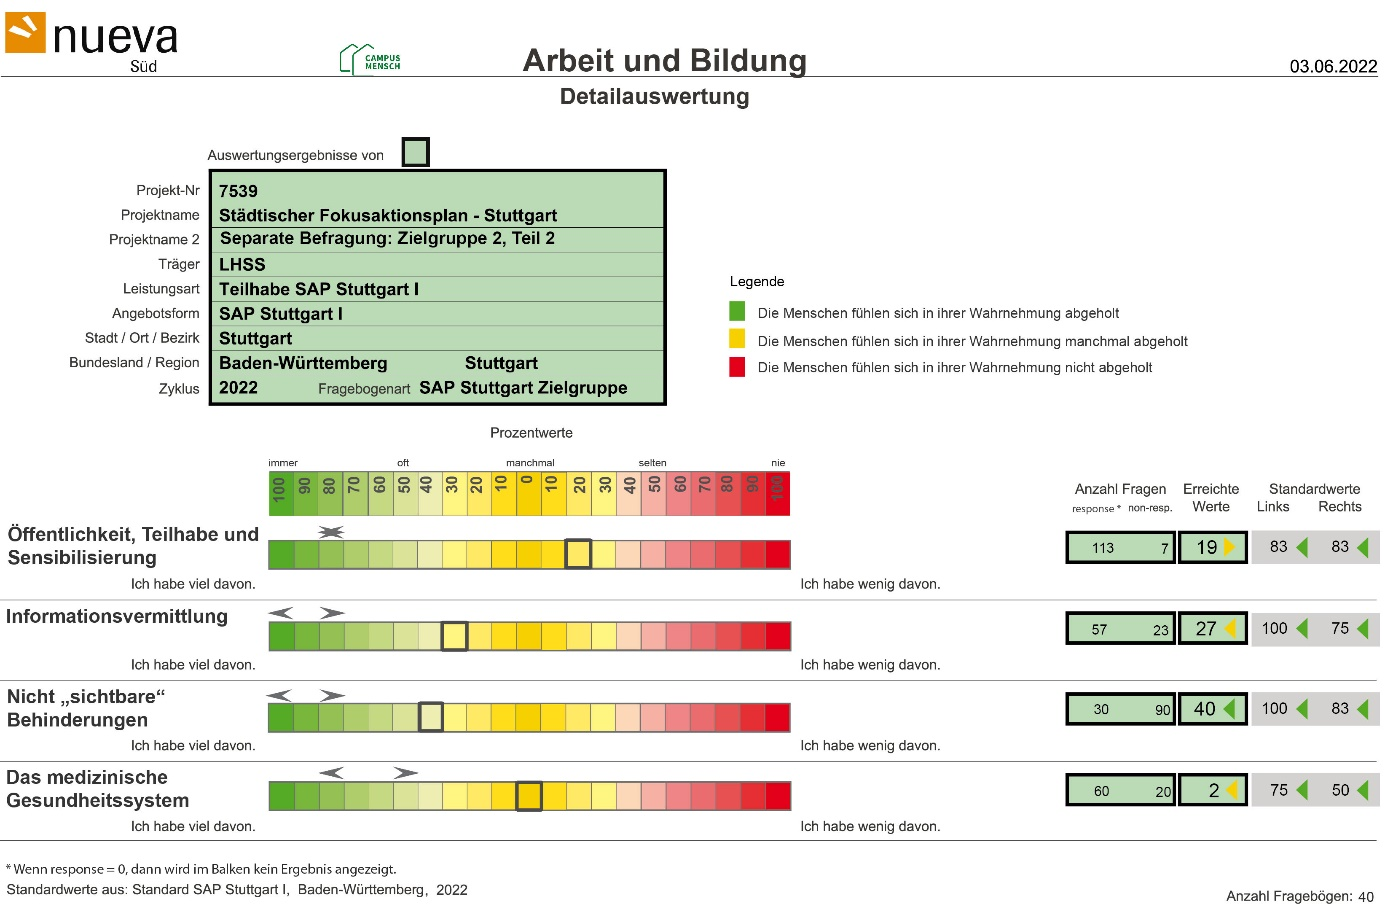 nueva
Süd
CAMPUS
MENSCH
Arbeit und Bildung
03.06.2022
Detailauswertung
Auswertungsergebnisse von
Projekt-Nr 7539
Projektname Städtischer Fokusaktionsplan - Stuttgart
Projektname 2 Separate Befragung: Zielgruppe 2, Teil 2
Träger LHSS
Leistungsart Teilhabe SAP Stuttgart I
Angebotsform SAP Stuttgart I
Stadt / Ort / Bezirk Stuttgart
Bundesland / Region Baden-Württemberg Stuttgart
Zyklus 2022 Fragebogenart SAP Stuttgart Zielgruppe
Legende
Die Menschen fühlen sich in ihrer Wahrnehmung abgeholt
Die Menschen fühlen sich in ihrer Wahrnehmung manchmal abgeholt
Die Menschen fühlen sich in ihrer Wahrnehmung nicht abgeholt
Prozentwerte
immer oft manchmal selten nie
100 90 80 70 60 50 40 30 20 10 0 10 20 30 40 50 60 70 80 90 100
Anzahl Fragen Erreichte Standardwerte
response * non-resp. Werte Links Rechts
Öffentlichkeit, Teilhabe und
Sensibilisierung
113 7 19 83 83
Ich habe viel davon. Ich habe wenig davon.
Informationsvermittlung
57 23 27 100 75
Ich habe viel davon. Ich habe wenig davon.
Nicht „sichtbare“
Behinderungen
30 90 40 100 83
Ich habe viel davon. Ich habe wenig davon.
Das medizinische
Gesundheitssystem
60 20 2 75 50
Ich habe viel davon. Ich habe wenig davon.
* Wenn response = 0, dann wird im Balken kein Ergebnis angezeigt.
Standardwerte aus: Standard SAP Stuttgart I, Baden-Württemberg, 2022
Anzahl Fragebögen: 40